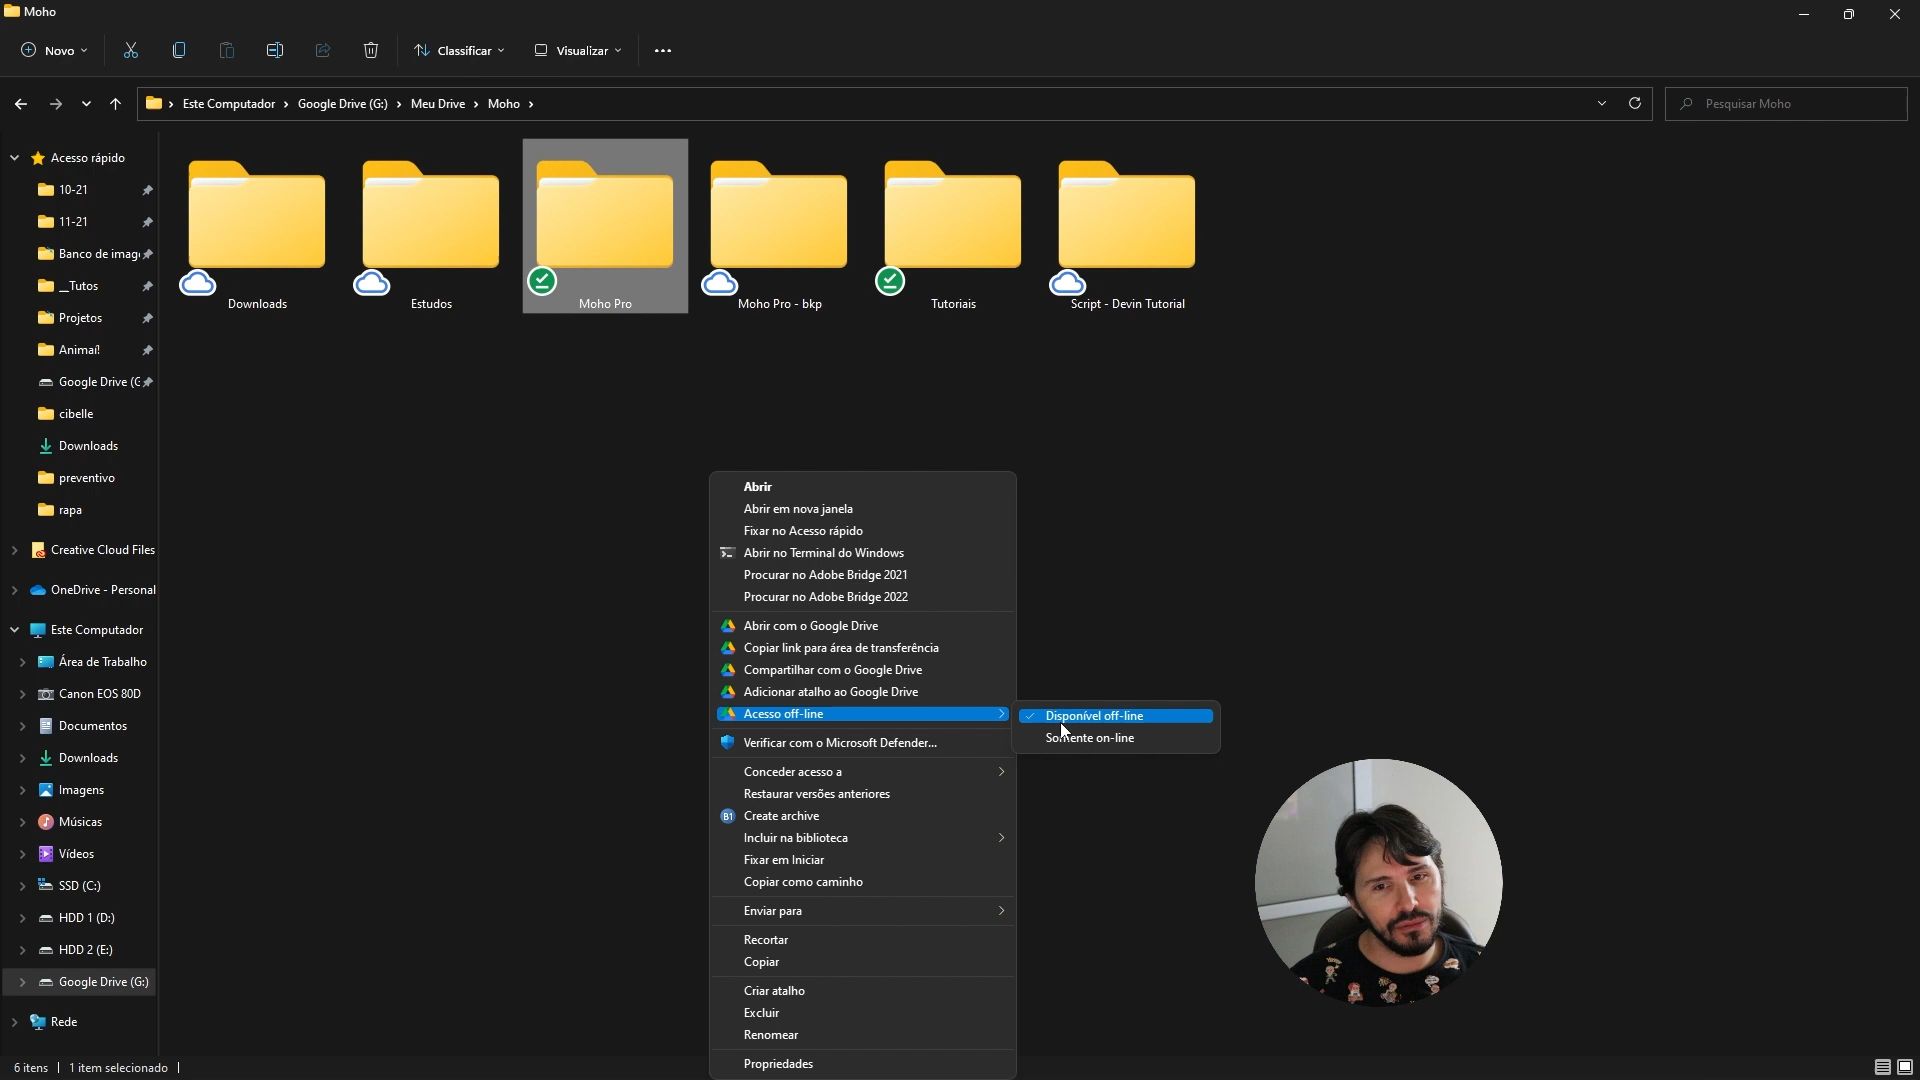 Moho
Novo
Classificar
Visualizar
Este Computador
Google Drive (G:)
Meu Drive
Moho
Pesquisar Moho
Acesso rápido
10-21
11-21
Banco de imag
__Tutos
Projetos
Animaí!
Google Drive (G
cibelle
Downloads
preventivo
rapa
Creative Cloud Files
OneDrive - Personal
Este Computador
Área de Trabalho
Canon EOS 80D
Documentos
Downloads
Imagens
Músicas
Vídeos
SSD (C:)
HDD 1 (D:)
HDD 2 (E:)
Google Drive (G:)
Rede
Downloads
Estudos
Moho Pro
Moho Pro - bkp
Tutoriais
Script - Devin Tutorial
Abrir
Abrir em nova janela
Fixar no Acesso rápido
Abrir no Terminal do Windows
Procurar no Adobe Bridge 2021
Procurar no Adobe Bridge 2022
Abrir com o Google Drive
Copiar link para área de transferência
Compartilhar com o Google Drive
Adicionar atalho ao Google Drive
Acesso off-line
Disponível off-line
Somente on-line
Verificar com o Microsoft Defender...
Conceder acesso a
Restaurar versões anteriores
B1 Create archive
Incluir na biblioteca
Fixar em Iniciar
Copiar como caminho
Enviar para
Recortar
Copiar
Criar atalho
Excluir
Renomear
Propriedades
6 itens
1 item selecionado